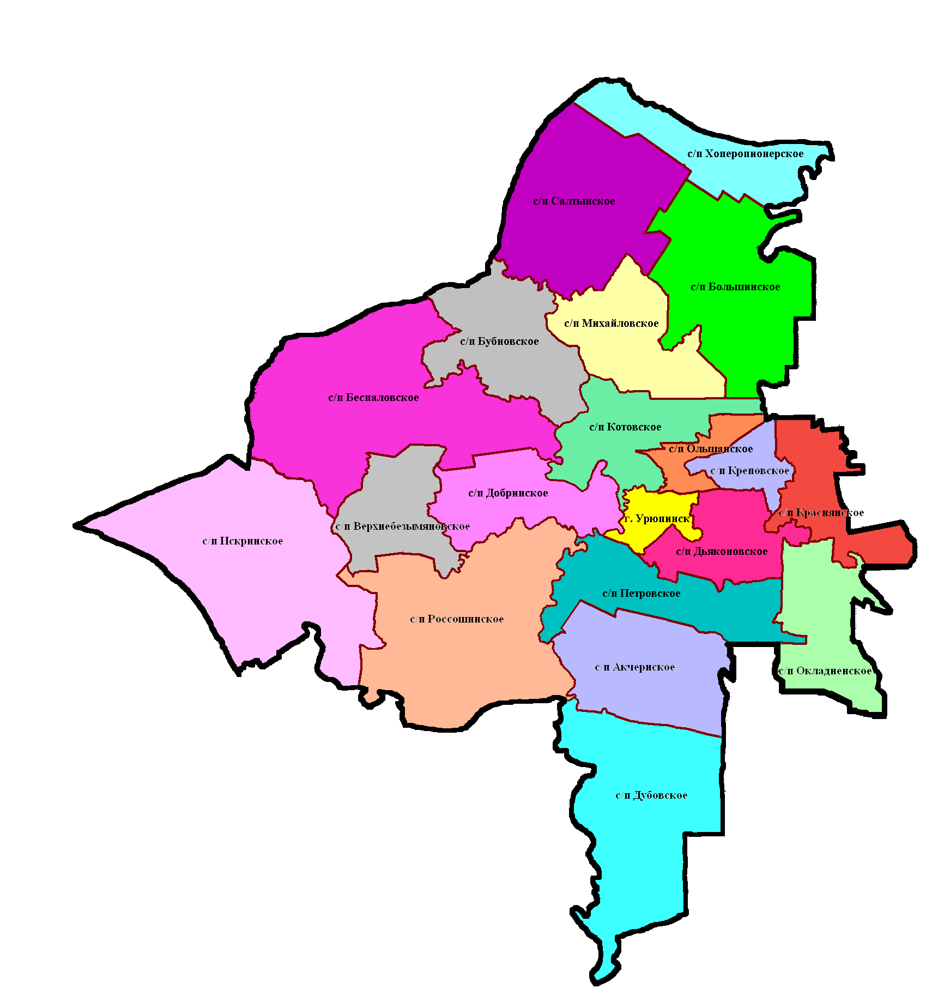 с/п Хоперопионерское
с/п Салтынское
с/п Большинское
с/п Михайловское
с/п Бубновское
с/п Беспаловское
с/п Котовское
с/п Ольшанское
с/п Креповское
с/п Добринское
с/п Краснянское
г. Урюпинск
с/п Верхнебезымяновское
с/п Искринское
с/п Дьяконовское
с/п Петровское
с/п Россошинское
с/п Акчернское
с/п Окладненское
с/п Дубовское